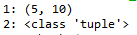 1: (5, 10)
2: <class 'tuple'>